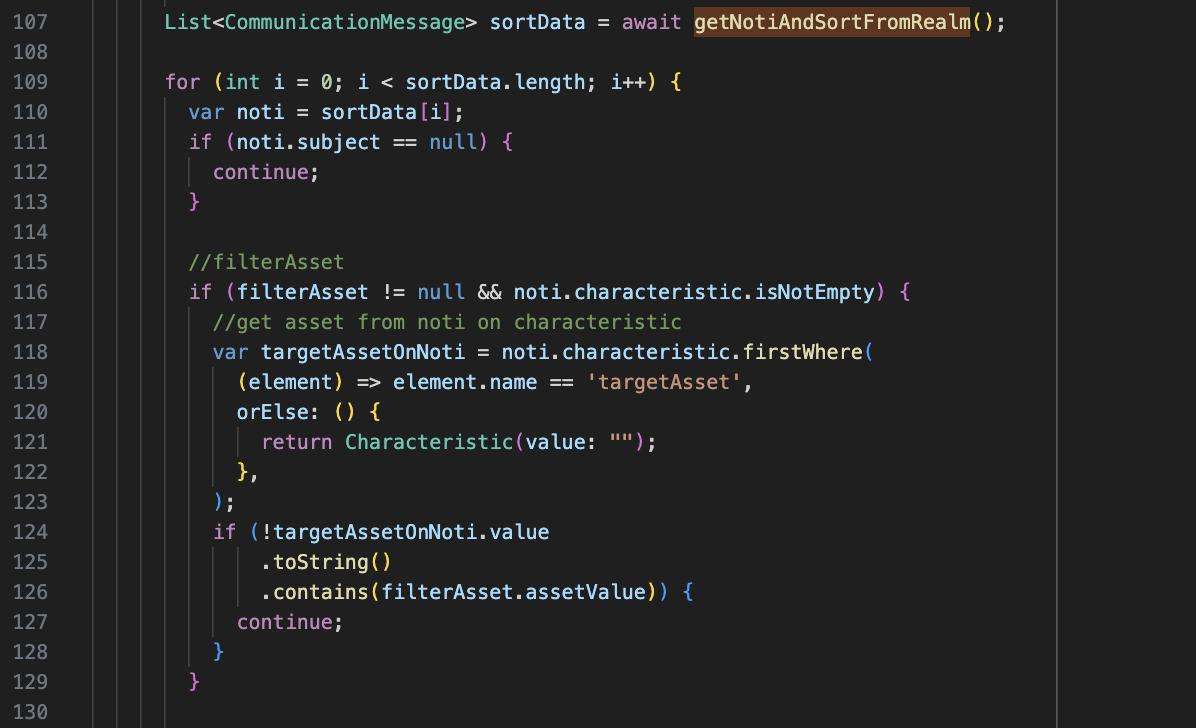 107 List<CommunicationMessage> sortData = await getNotiAndSortFromRealm();
108
109 for (int i = 0; i < sortData.length; i++) {
110 var noti = sortData[i];
111 if (noti.subject == null) {
112 continue;
113 }
114
115 //filterAsset
116 if (filterAsset != null && noti.characteristic.isNotEmpty) {
117 //get asset from noti on characteristic
118 var targetAssetOnNoti = noti.characteristic.firstWhere(
119 (element) => element.name == 'targetAsset',
120 orElse: () {
121 return Characteristic(value: "");
122 },
123 );
124 if (!targetAssetOnNoti.value
125 .toString()
126 .contains(filterAsset.assetValue)) {
127 continue;
128 }
129 }
130